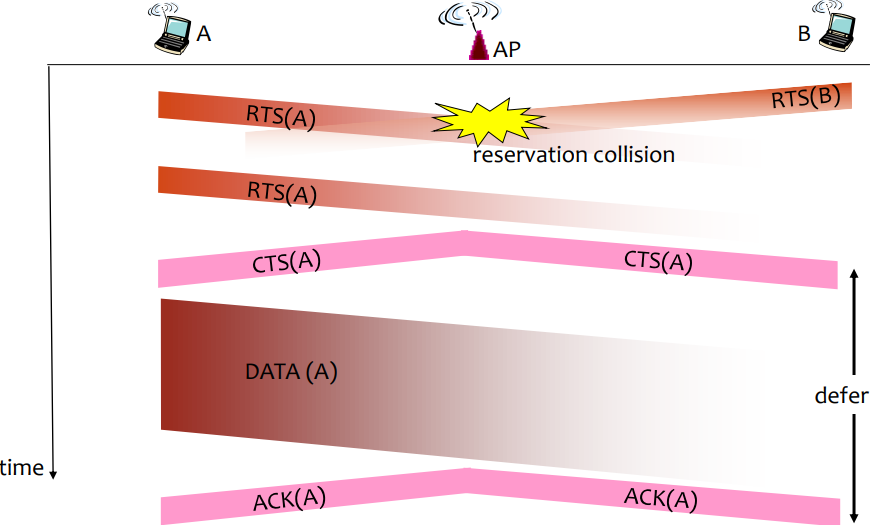 A
AP
B
RTS(A)
RTS(B)
reservation collision
RTS(A)
CTS(A)
CTS(A)
DATA (A)
defer
time
ACK(A)
ACK(A)